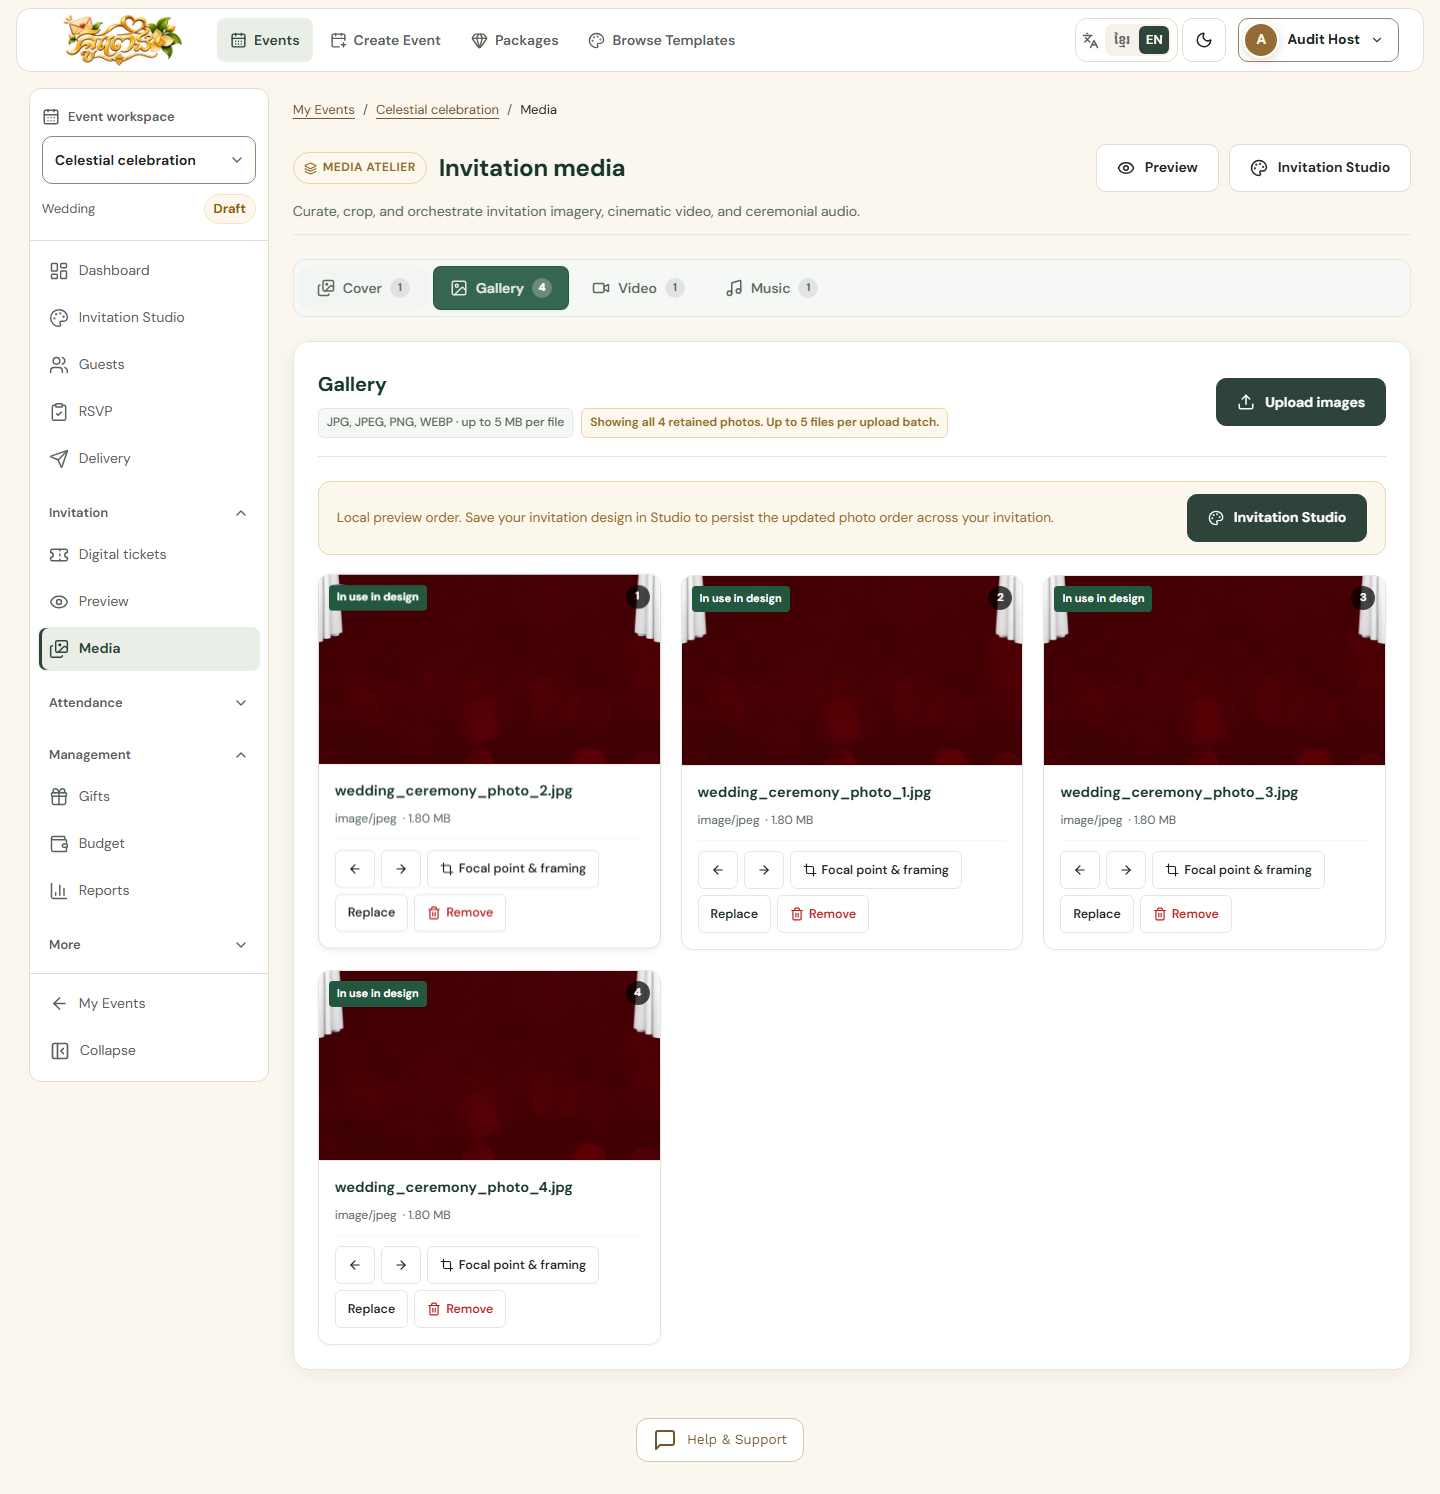 Events
Create Event
Packages
Browse Templates
ខ្មែរ
EN
A
Audit Host
Event workspace
Celestial celebration
Wedding
Draft
Dashboard
Invitation Studio
Guests
RSVP
Delivery
Invitation
Digital tickets
Preview
Media
Attendance
Management
Gifts
Budget
Reports
More
My Events
Collapse
My Events / Celestial celebration / Media
MEDIA ATELIER
Invitation media
Preview
Invitation Studio
Curate, crop, and orchestrate invitation imagery, cinematic video, and ceremonial audio.
Cover 1
Gallery 4
Video 1
Music 1
Gallery
JPG, JPEG, PNG, WEBP · up to 5 MB per file
Showing all 4 retained photos. Up to 5 files per upload batch.
Upload images
Local preview order. Save your invitation design in Studio to persist the updated photo order across your invitation.
Invitation Studio
In use in design
1
wedding_ceremony_photo_2.jpg
image/jpeg · 1.80 MB
Focal point & framing
Replace
Remove
In use in design
2
wedding_ceremony_photo_1.jpg
image/jpeg · 1.80 MB
Focal point & framing
Replace
Remove
In use in design
3
wedding_ceremony_photo_3.jpg
image/jpeg · 1.80 MB
Focal point & framing
Replace
Remove
In use in design
4
wedding_ceremony_photo_4.jpg
image/jpeg · 1.80 MB
Focal point & framing
Replace
Remove
Help & Support